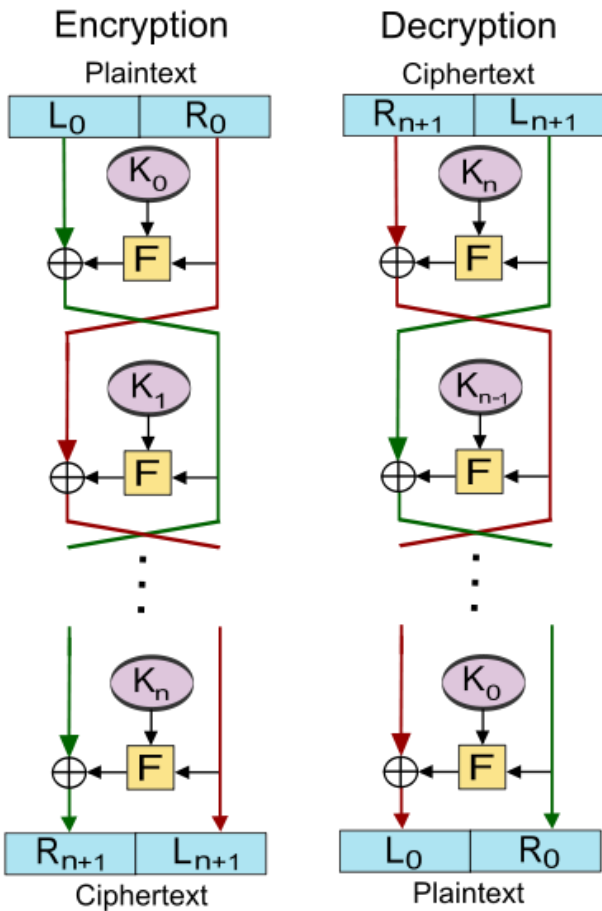 Encryption
Plaintext
L0 R0
K0
F
K1
F
Kn
F
Rn+1 Ln+1
Ciphertext
Decryption
Ciphertext
Rn+1 Ln+1
Kn
F
Kn-1
F
K0
F
L0 R0
Plaintext